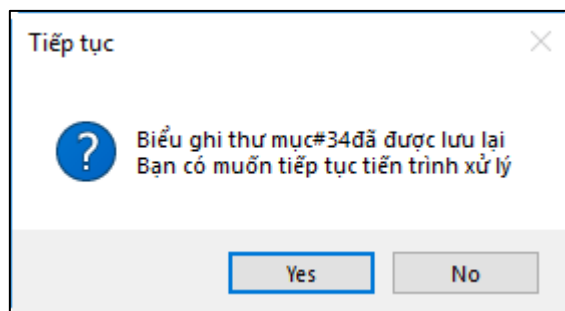 Tiếp tục
Biểu ghi thư mục#34đã được lưu lại
Bạn có muốn tiếp tục tiến trình xử lý
Yes
No